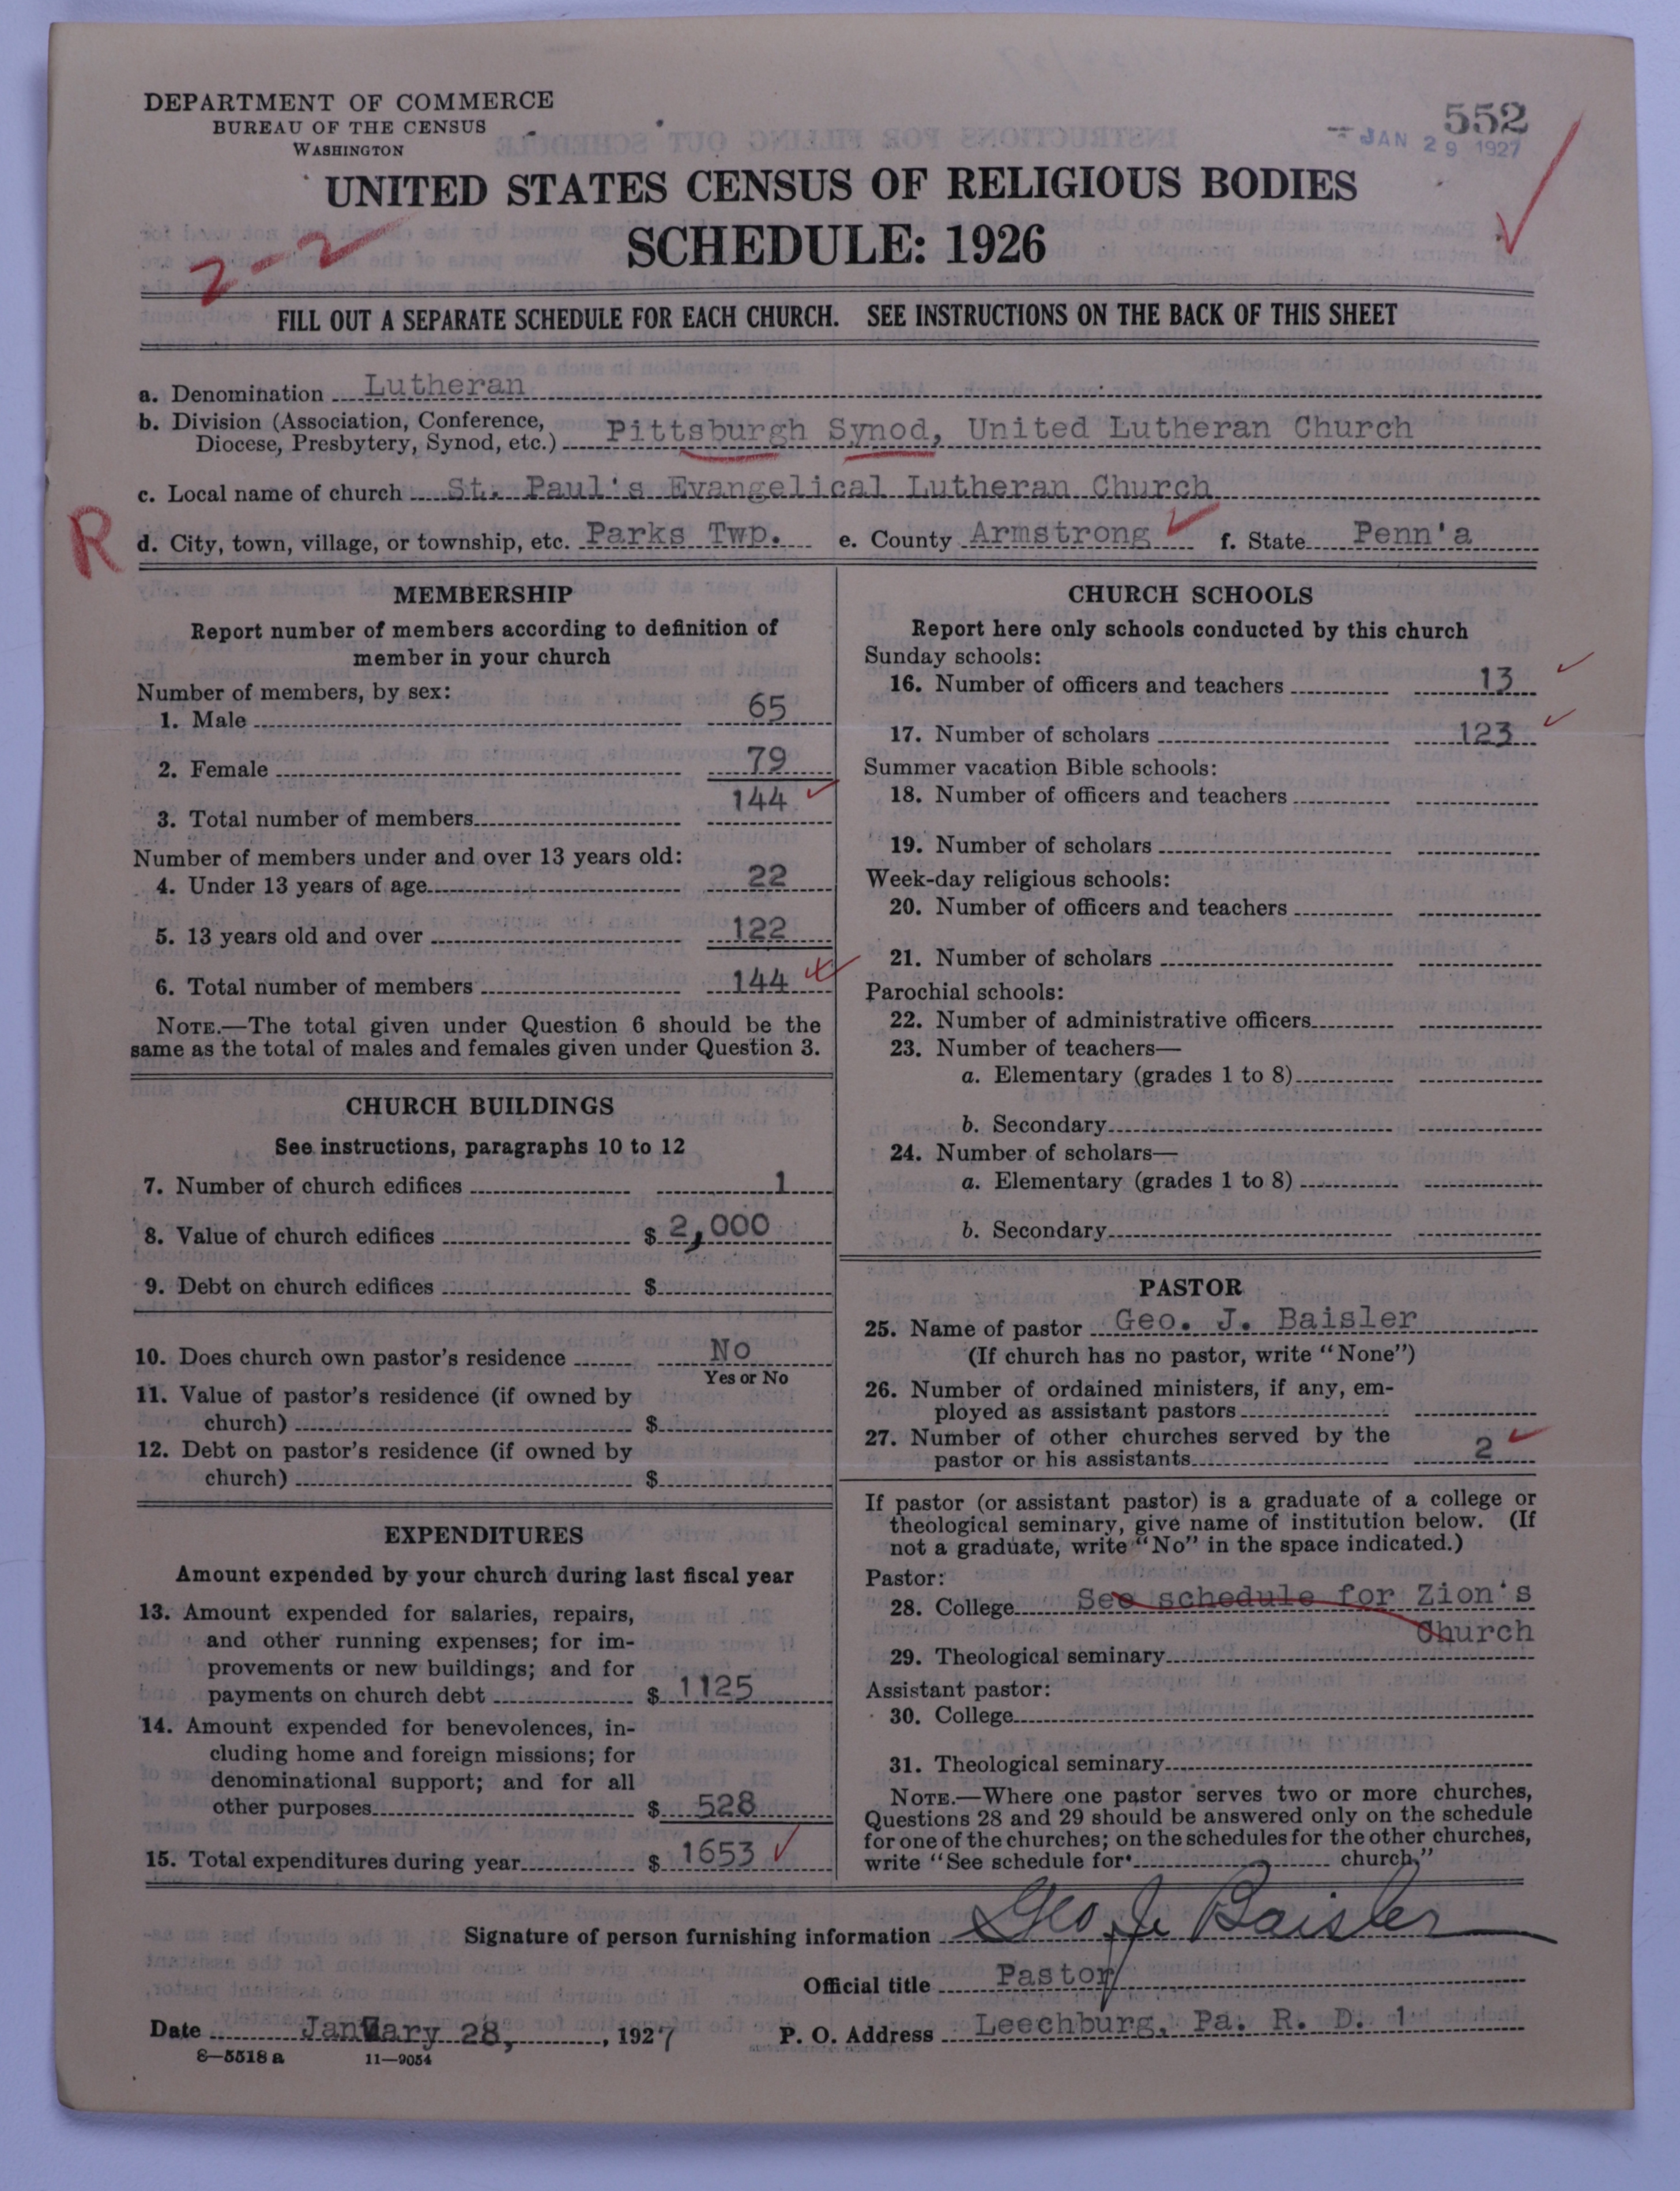 DEPARTMENT OF COMMERCE
BUREAU OF THE CENSUS
WASHINGTON
552
JAN 29 1927
UNITED STATES CENSUS OF RELIGIOUS BODIES
SCHEDULE: 1926
2-2
FILL OUT A SEPARATE SCHEDULE FOR EACH CHURCH. SEE INSTRUCTIONS ON THE BACK OF THIS SHEET
a. Denomination Lutheran
b. Division (Association, Conference,
Diocese, Presbytery, Synod, etc.) Pittsburgh Synod, United Lutheran Church
c. Local name of church St. Paul's Evangelical Lutheran Church
R
d. City, town, village, or township, etc. Parks Twp. e. County Armstrong f. State Penn'a
MEMBERSHIP
Report number of members according to definition of
member in your church
Number of members, by sex:
1. Male 65
2. Female 79
3. Total number of members 144
Number of members under and over 13 years old:
4. Under 13 years of age 22
5. 13 years old and over 122
6. Total number of members 144
NOTE.—The total given under Question 6 should be the
same as the total of males and females given under Question 3.
CHURCH BUILDINGS
See instructions, paragraphs 10 to 12
7. Number of church edifices 1
8. Value of church edifices $ 2,000
9. Debt on church edifices $
10. Does church own pastor's residence No
Yes or No
11. Value of pastor's residence (if owned by
church) $
12. Debt on pastor's residence (if owned by
church) $
EXPENDITURES
Amount expended by your church during last fiscal year
13. Amount expended for salaries, repairs,
and other running expenses; for im-
provements or new buildings; and for
payments on church debt $ 1125
14. Amount expended for benevolences, in-
cluding home and foreign missions; for
denominational support; and for all
other purposes $ 528
15. Total expenditures during year $ 1653
CHURCH SCHOOLS
Report here only schools conducted by this church
Sunday schools:
16. Number of officers and teachers 13
17. Number of scholars 123
Summer vacation Bible schools:
18. Number of officers and teachers
19. Number of scholars
Week-day religious schools:
20. Number of officers and teachers
21. Number of scholars
Parochial schools:
22. Number of administrative officers
23. Number of teachers—
a. Elementary (grades 1 to 8)
b. Secondary
24. Number of scholars—
a. Elementary (grades 1 to 8)
b. Secondary
PASTOR
25. Name of pastor Geo. J. Baisler
(If church has no pastor, write "None")
26. Number of ordained ministers, if any, em-
ployed as assistant pastors
27. Number of other churches served by the
pastor or his assistants 2
If pastor (or assistant pastor) is a graduate of a college or
theological seminary, give name of institution below. (If
not a graduate, write "No" in the space indicated.)
Pastor:
28. College See schedule for Zion's
Church
29. Theological seminary
Assistant pastor:
30. College
31. Theological seminary
NOTE.—Where one pastor serves two or more churches,
Questions 28 and 29 should be answered only on the schedule
for one of the churches; on the schedules for the other churches,
write "See schedule for church."
Signature of person furnishing information Geo J. Baisler
Official title Pastor
Date January 28, 1927 P. O. Address Leechburg, Pa. R. D. 1
8—5518 a 11—9054